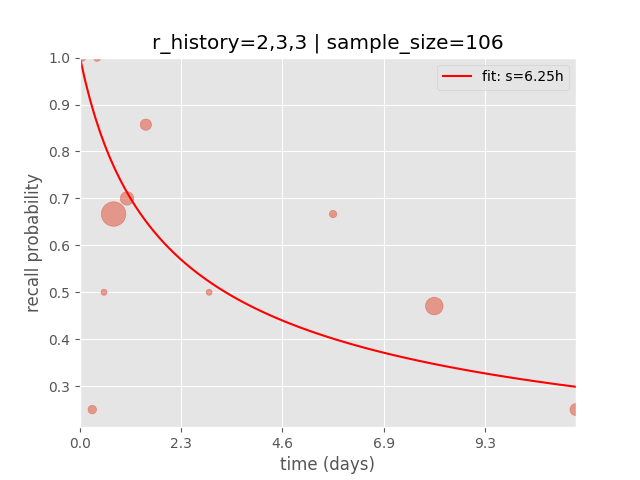 r_history=2,3,3 | sample_size=106
fit: s=6.25h
recall probability
1.0
0.9
0.8
0.7
0.6
0.5
0.4
0.3
0.0 2.3 4.6 6.9 9.3
time (days)